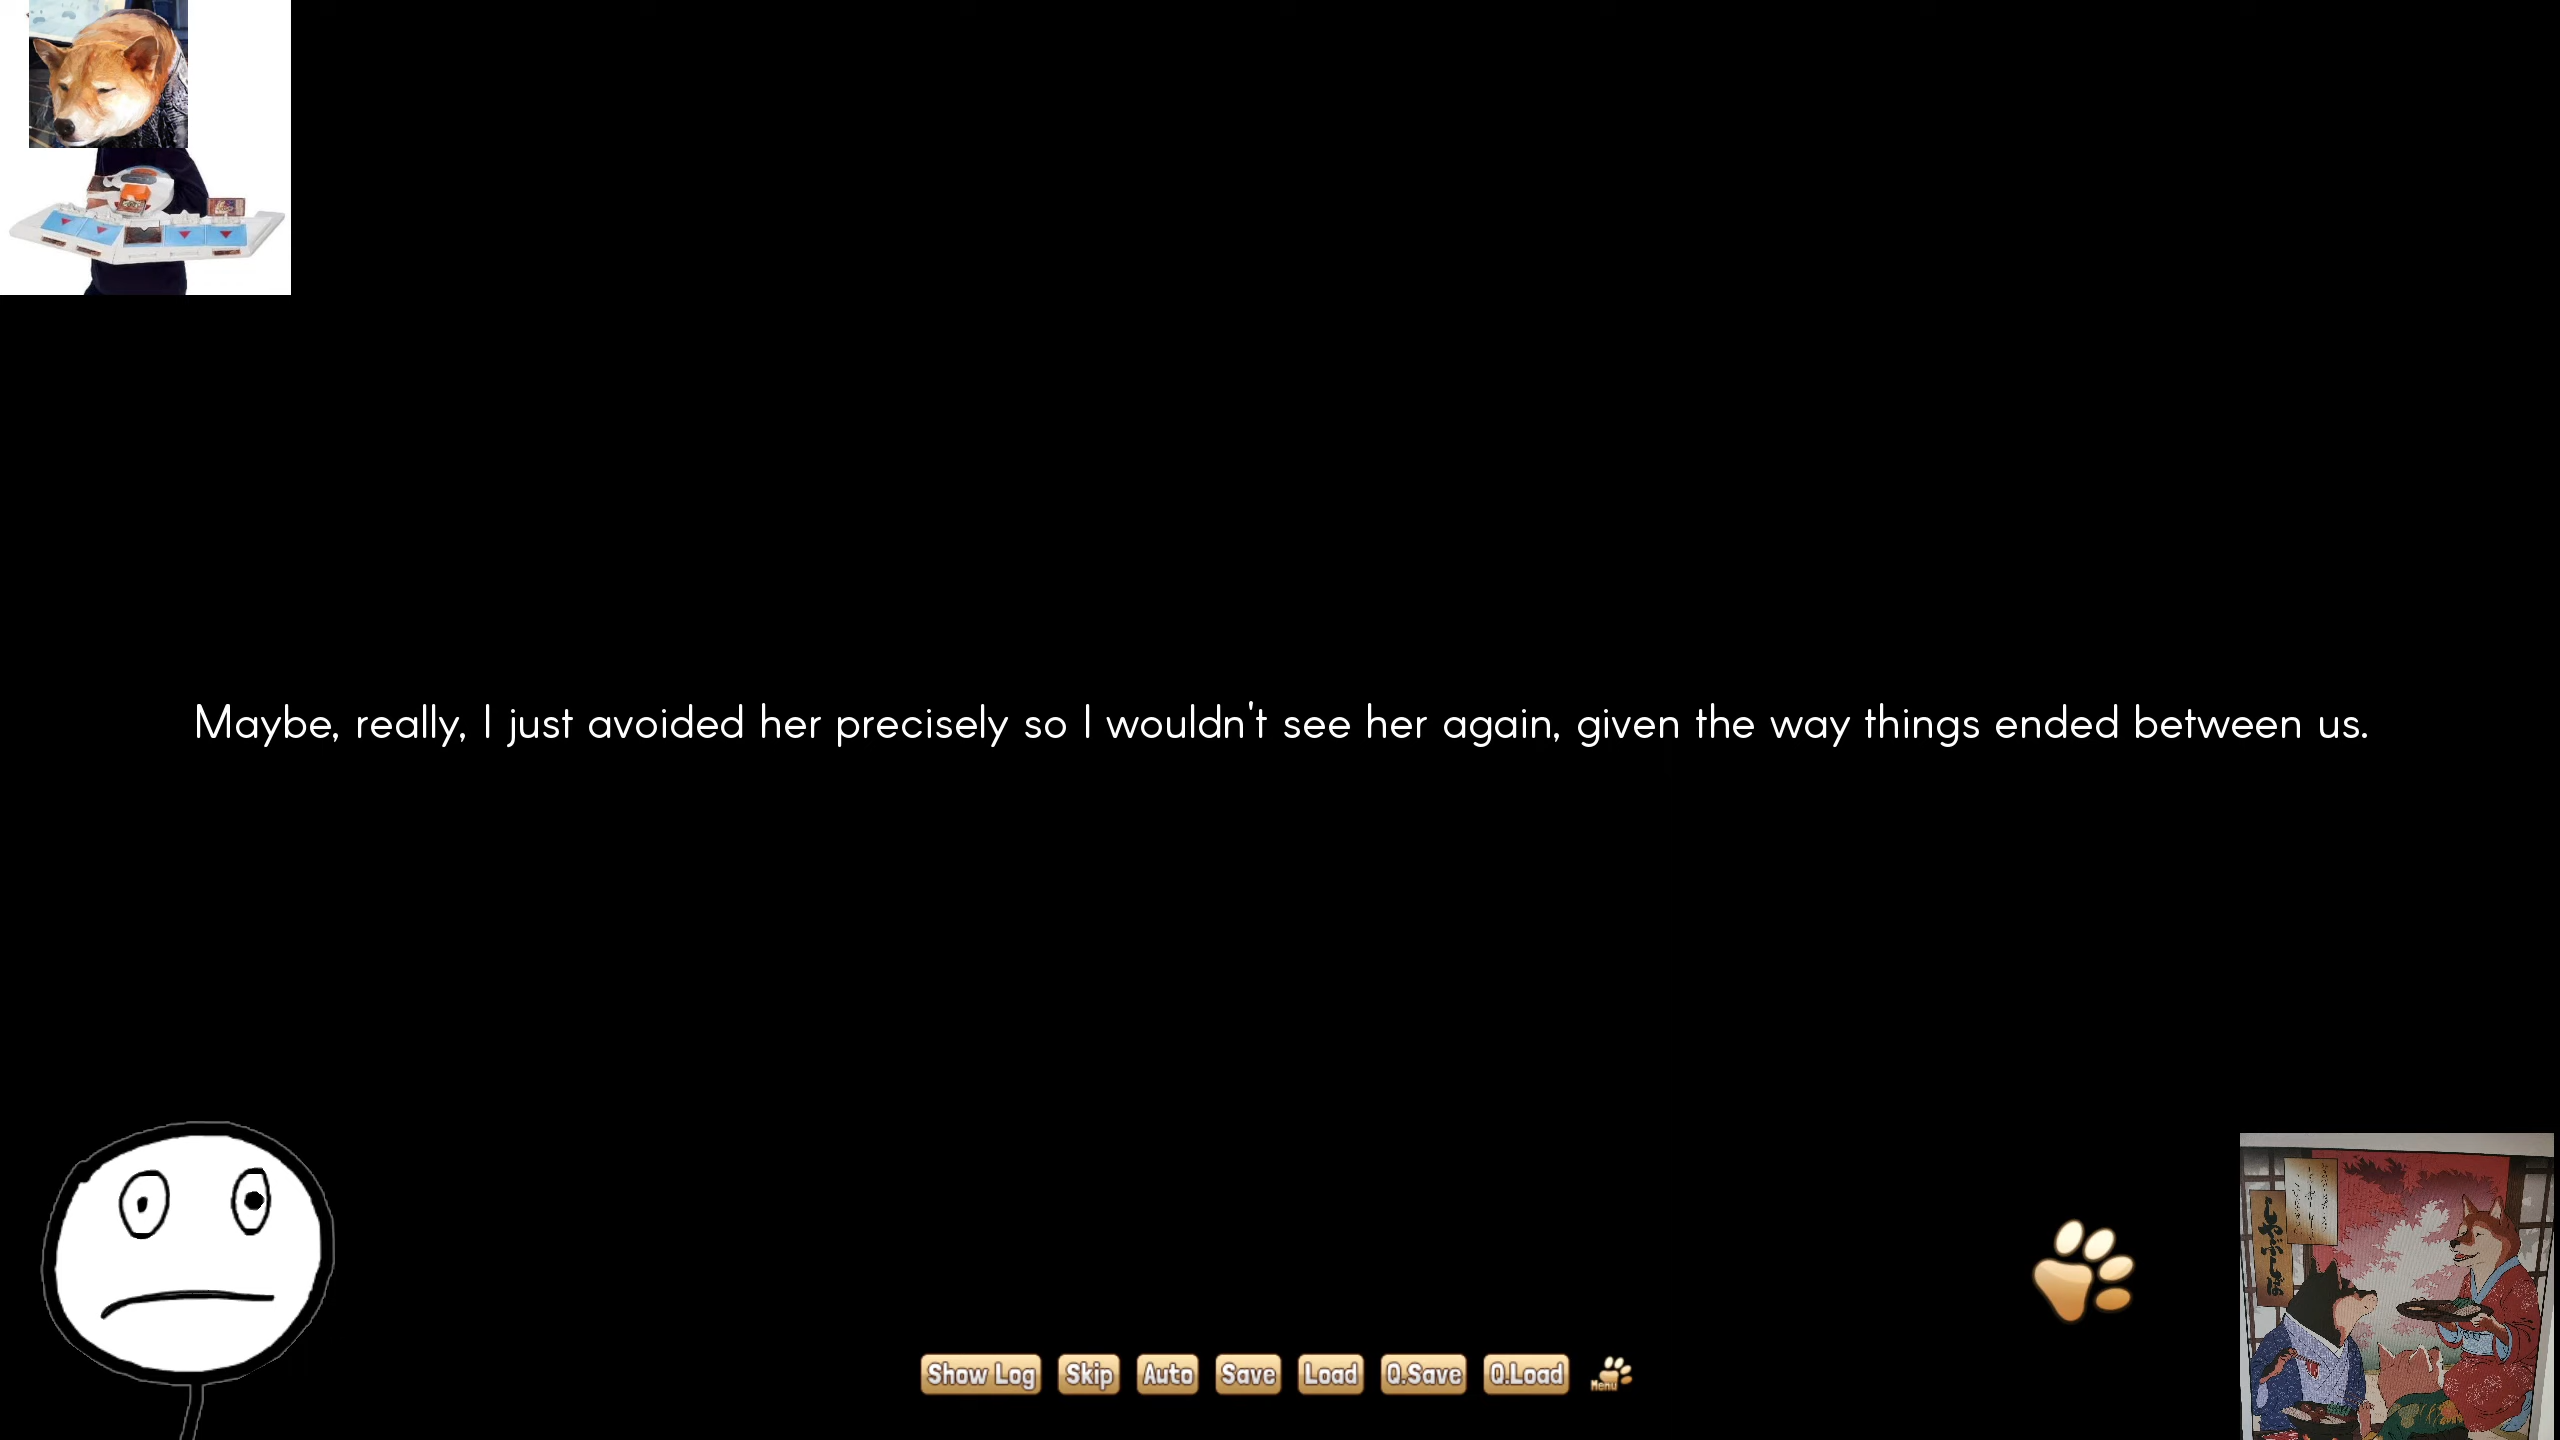 Maybe, really, I just avoided her precisely so I wouldn't see her again, given the way things ended between us.
Show Log
Skip
Auto
Save
Load
Q.Save
Q.Load
Menu